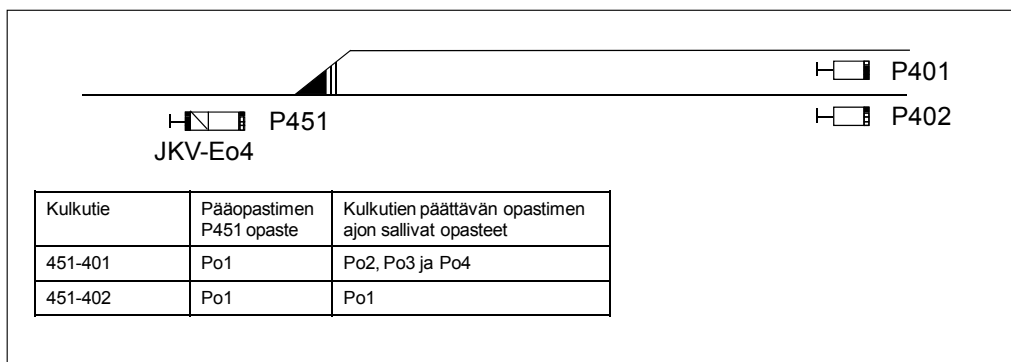 P401
P451
P402
JKV-Eo4
Kulkutie
Pääopastimen
P451 opaste
Kulkutien päättävän opastimen
ajon sallivat opasteet
451-401
Po1
Po2, Po3 ja Po4
451-402
Po1
Po1